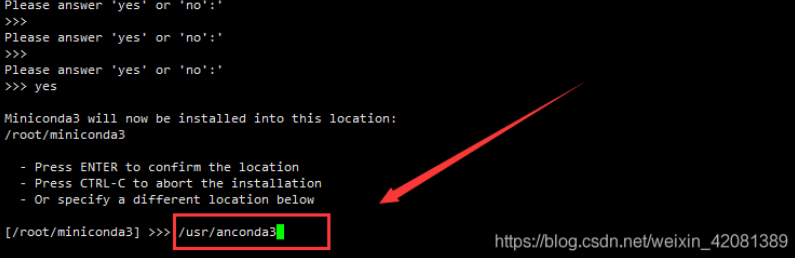 Please answer 'yes' or 'no':'
>>>
Please answer 'yes' or 'no':'
>>>
Please answer 'yes' or 'no':'
>>> yes
Miniconda3 will now be installed into this location:
/root/miniconda3
- Press ENTER to confirm the location
- Press CTRL-C to abort the installation
- Or specify a different location below
[/root/miniconda3] >>> /usr/anconda3
https://blog.csdn.net/weixin_42081389